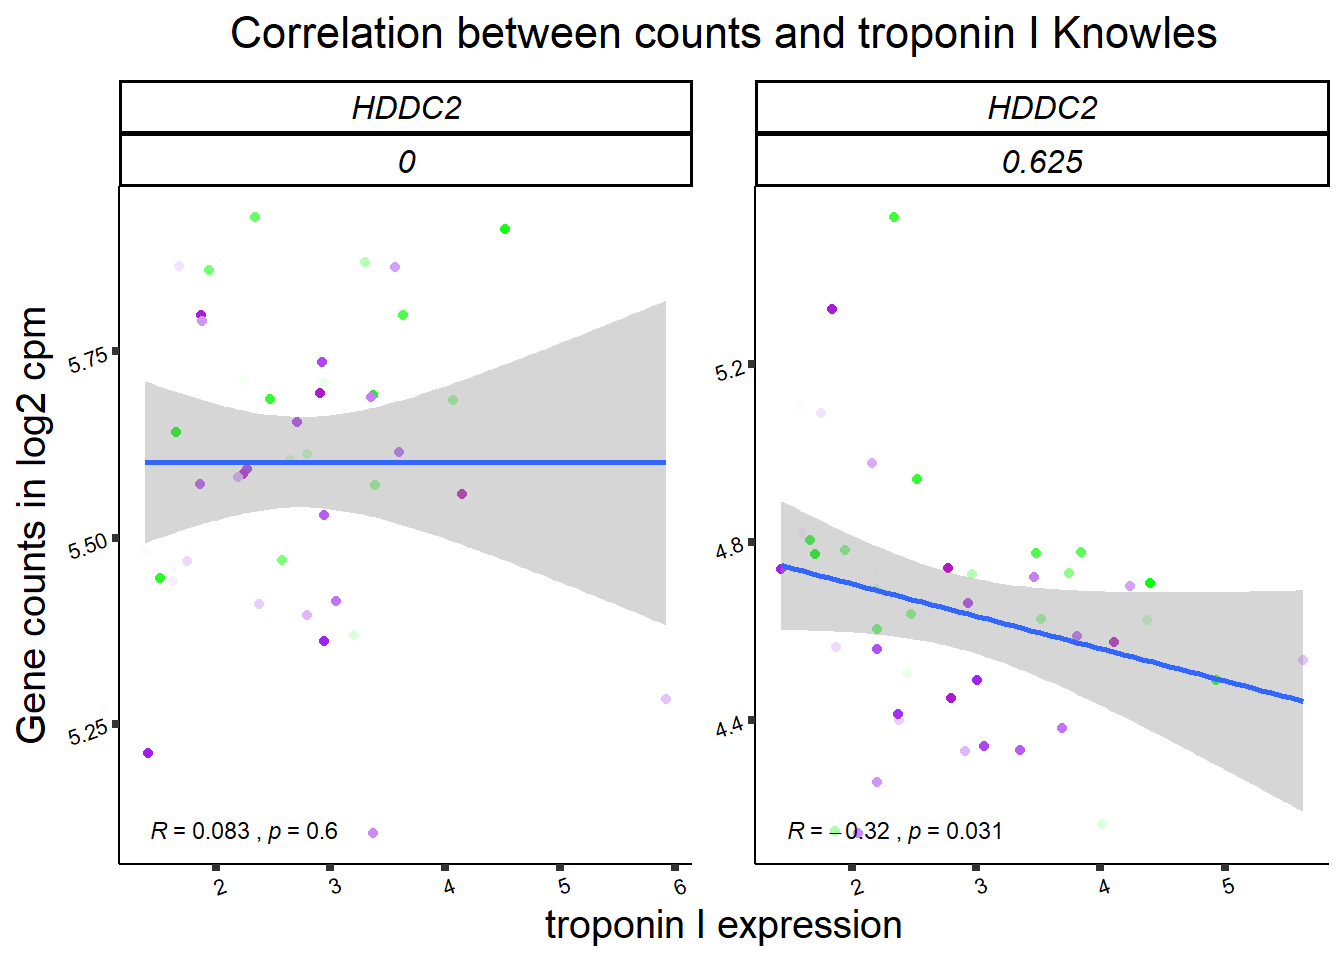 Correlation between counts and troponin I Knowles
HDDC2
HDDC2
0
0.625
Gene counts in log2 cpm
5.75
5.50
5.25
5.2
4.8
4.4
R = 0.083 , p = 0.6
R = −0.32 , p = 0.031
2 3 4 5 6
2 3 4 5
troponin I expression